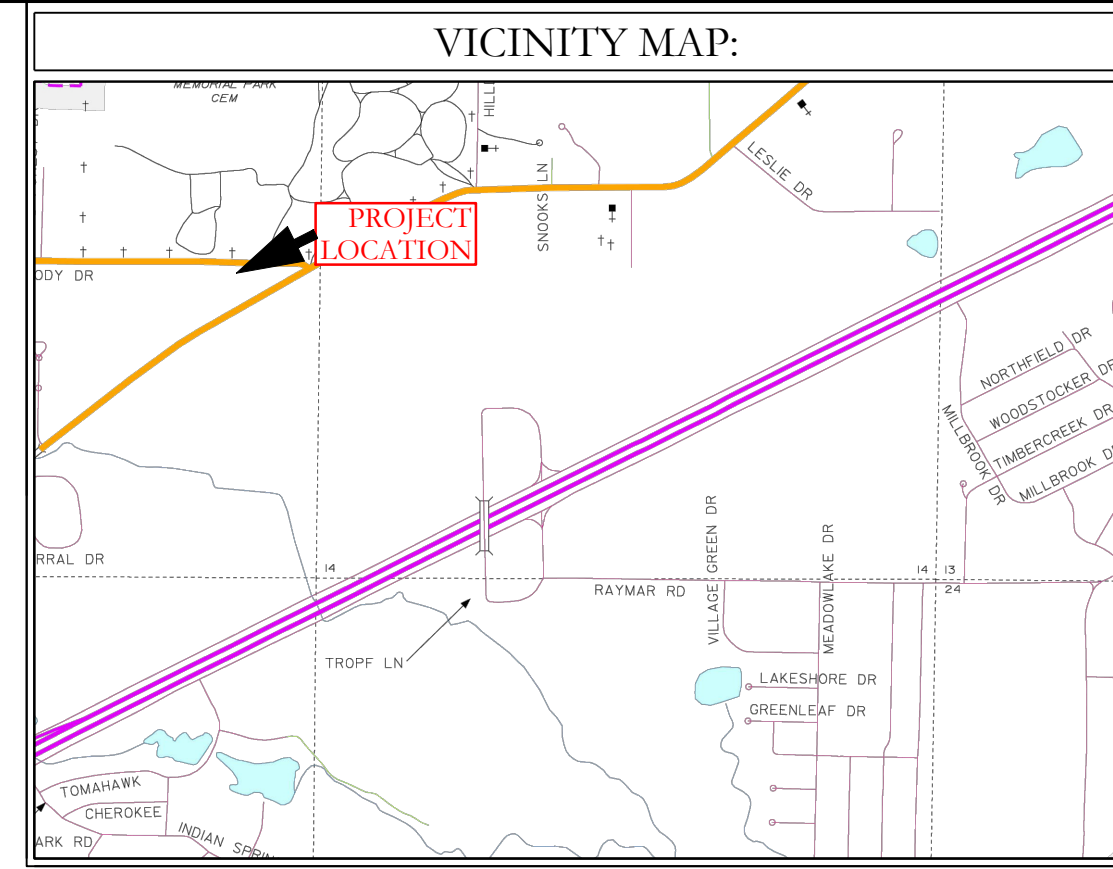 VICINITY MAP:
MEMORIAL PARK
CEM
HILL
SNOOKS LN
LESLIE DR
PROJECT
LOCATION
ODY DR
NORTHFIELD DR
WOODSTOCKER DR
TIMBERCREEK DR
MILLBROOK D
MILLBROOK DR
RRAL DR
14
VILLAGE GREEN DR
MEADOWLAKE DR
14 13
24
RAYMAR RD
TROPF LN
LAKESHORE DR
GREENLEAF DR
TOMAHAWK
CHEROKEE
ARK RD
INDIAN SPRIN